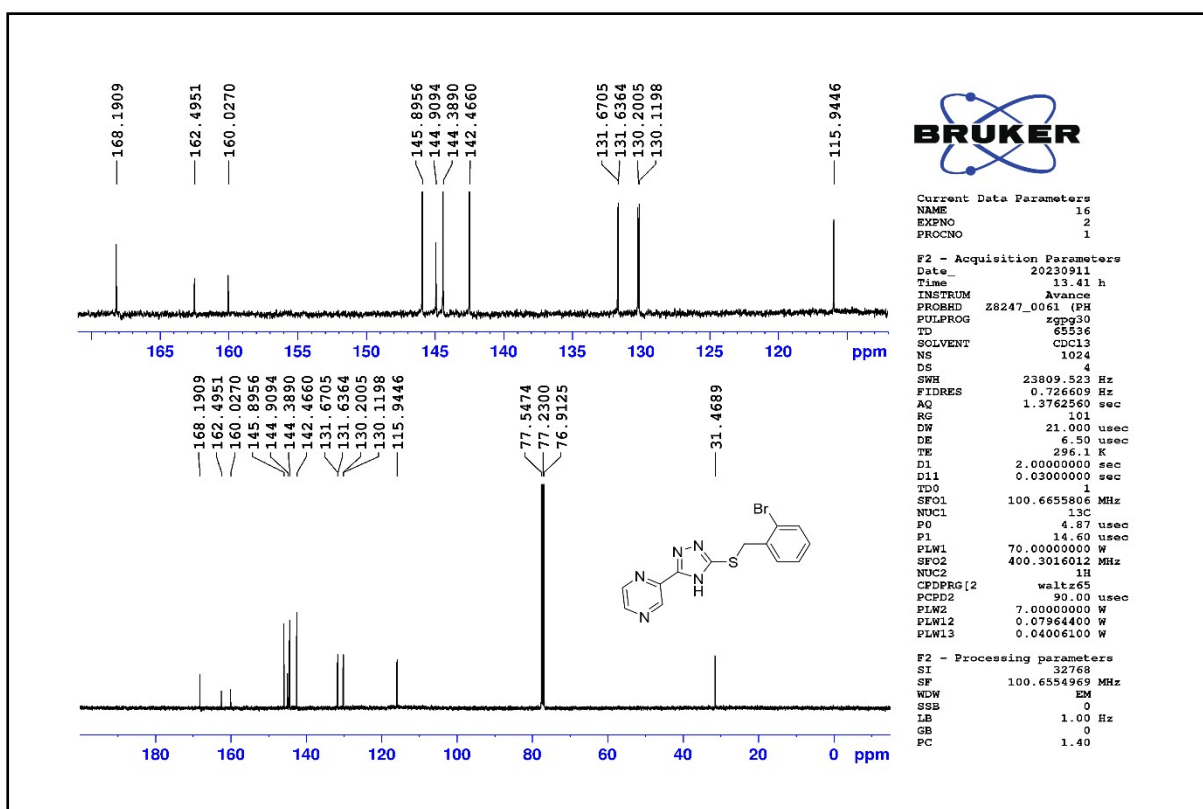 168.1909
162.4951
160.0270
145.8956
144.9094
144.3890
142.4660
131.6705
131.6364
130.2005
130.1198
115.9446
165 160 155 150 145 140 135 130 125 120 ppm
168.1909
162.4951
160.0270
145.8956
144.9094
144.3890
142.4660
131.6705
131.6364
130.2005
130.1198
115.9446
77.5474
77.2300
76.9125
31.4689
Br
N N
S
N
H
N
N
180 160 140 120 100 80 60 40 20 0 ppm
BRUKER
Current Data Parameters
NAME 16
EXPNO 2
PROCNO 1
F2 - Acquisition Parameters
Date_ 20230911
Time 13.41 h
INSTRUM Avance
PROBHD Z8247_0061 (PH
PULPROG zgpg30
TD 65536
SOLVENT CDCl3
NS 1024
DS 4
SWH 23809.523 Hz
FIDRES 0.726609 Hz
AQ 1.3762560 sec
RG 101
DW 21.000 usec
DE 6.50 usec
TE 296.1 K
D1 2.00000000 sec
D11 0.03000000 sec
TD0 1
SFO1 100.6655806 MHz
NUC1 13C
P0 4.87 usec
P1 14.60 usec
PLW1 70.00000000 W
SFO2 400.3016012 MHz
NUC2 1H
CPDPRG[2 waltz65
PCPD2 90.00 usec
PLW2 7.00000000 W
PLW12 0.07964400 W
PLW13 0.04006100 W
F2 - Processing parameters
SI 32768
SF 100.6554969 MHz
WDW EM
SSB 0
LB 1.00 Hz
GB 0
PC 1.40